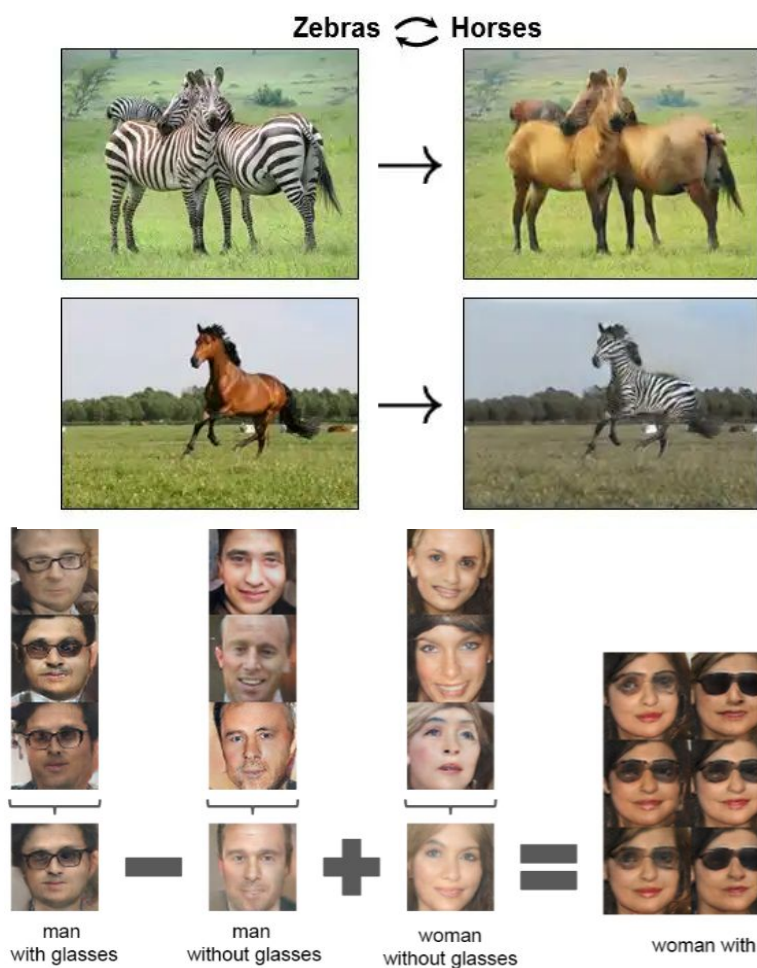 Zebras Horses
man
with glasses
man
without glasses
woman
without glasses
woman with